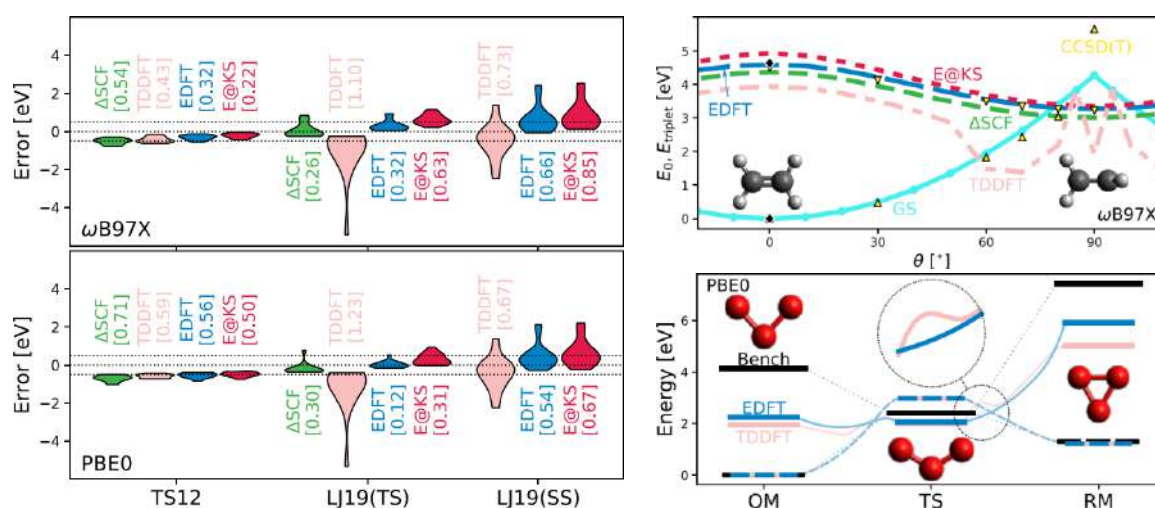 4
2
0
−2
−4
Error [eV]
ΔSCF
[0.54]
TDDFT
[0.43]
EDFT
[0.32]
E@KS
[0.22]
ΔSCF
[0.26]
TDDFT
[1.10]
EDFT
[0.32]
E@KS
[0.63]
TDDFT
[0.73]
EDFT
[0.66]
E@KS
[0.85]
ωB97X
4
2
0
−2
−4
Error [eV]
ΔSCF
[0.71]
TDDFT
[0.59]
EDFT
[0.56]
E@KS
[0.50]
ΔSCF
[0.30]
TDDFT
[1.23]
EDFT
[0.12]
E@KS
[0.31]
TDDFT
[0.67]
EDFT
[0.54]
E@KS
[0.67]
PBE0
TS12
LJ19(TS)
LJ19(SS)
E0, Etriplet [eV]
5
4
3
2
1
0
CCSD(T)
E@KS
EDFT
ΔSCF
TDDFT
GS
ωB97X
0
30
60
90
θ [°]
PBE0
Energy [eV]
6
4
2
0
Bench
EDFT
TDDFT
OM
TS
RM